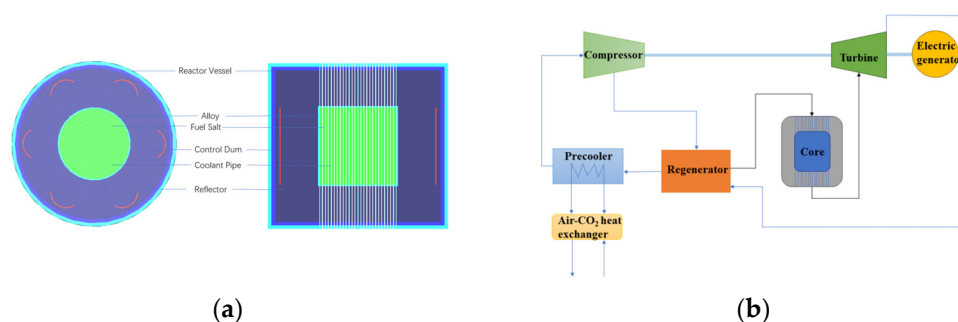 Reactor Vessel
Alloy
Fuel Salt
Control Dum
Coolant Pipe
Reflector
(a)
Compressor
Turbine
Electric
generato
Precooler
Regenerator
Core
Air-CO₂ heat
exchanger
(b)